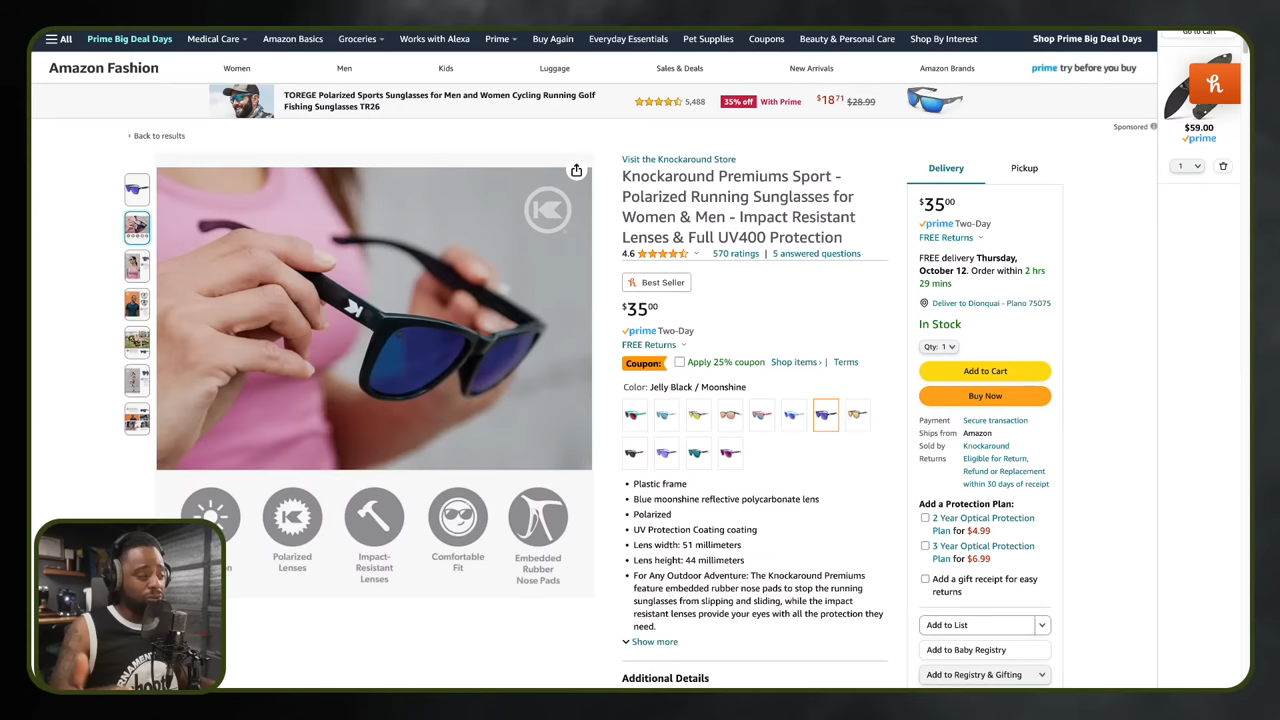 Go to Cart
All
Prime Big Deal Days
Medical Care
Amazon Basics
Groceries
Works with Alexa
Prime
Buy Again
Everyday Essentials
Pet Supplies
Coupons
Beauty & Personal Care
Shop By Interest
Shop Prime Big Deal Days
Amazon Fashion
Women
Men
Kids
Luggage
Sales & Deals
New Arrivals
Amazon Brands
prime try before you buy
TOREGE Polarized Sports Sunglasses for Men and Women Cycling Running Golf
Fishing Sunglasses TR26
5,488
35% off
With Prime
$18.71
$28.99
Sponsored
‹ Back to results
$59.00
prime
1
Visit the Knockaround Store
Knockaround Premiums Sport -
Polarized Running Sunglasses for
Women & Men - Impact Resistant
Lenses & Full UV400 Protection
4.6
570 ratings | 5 answered questions
Best Seller
$35.00
prime Two-Day
FREE Returns
Coupon:
Apply 25% coupon
Shop items › |
Terms
Color: Jelly Black / Moonshine
• Plastic frame
• Blue moonshine reflective polycarbonate lens
• Polarized
• UV Protection Coating coating
• Lens width: 51 millimeters
• Lens height: 44 millimeters
• For Any Outdoor Adventure: The Knockaround Premiums
feature embedded rubber nose pads to stop the running
sunglasses from slipping and sliding, while the impact
resistant lenses provide your eyes with all the protection they
need.
Show more
Additional Details
Polarized
Lenses
Impact-
Resistant
Lenses
Comfortable
Fit
Embedded
Rubber
Nose Pads
Delivery
Pickup
$35.00
prime Two-Day
FREE Returns
FREE delivery Thursday,
October 12. Order within 2 hrs
29 mins
Deliver to Dionquai - Plano 75075
In Stock
Qty: 1
Add to Cart
Buy Now
Payment
Secure transaction
Ships from
Amazon
Sold by
Knockaround
Returns
Eligible for Return,
Refund or Replacement
within 30 days of receipt
Add a Protection Plan:
2 Year Optical Protection
Plan for $4.99
3 Year Optical Protection
Plan for $6.99
Add a gift receipt for easy
returns
Add to List
Add to Baby Registry
Add to Registry & Gifting